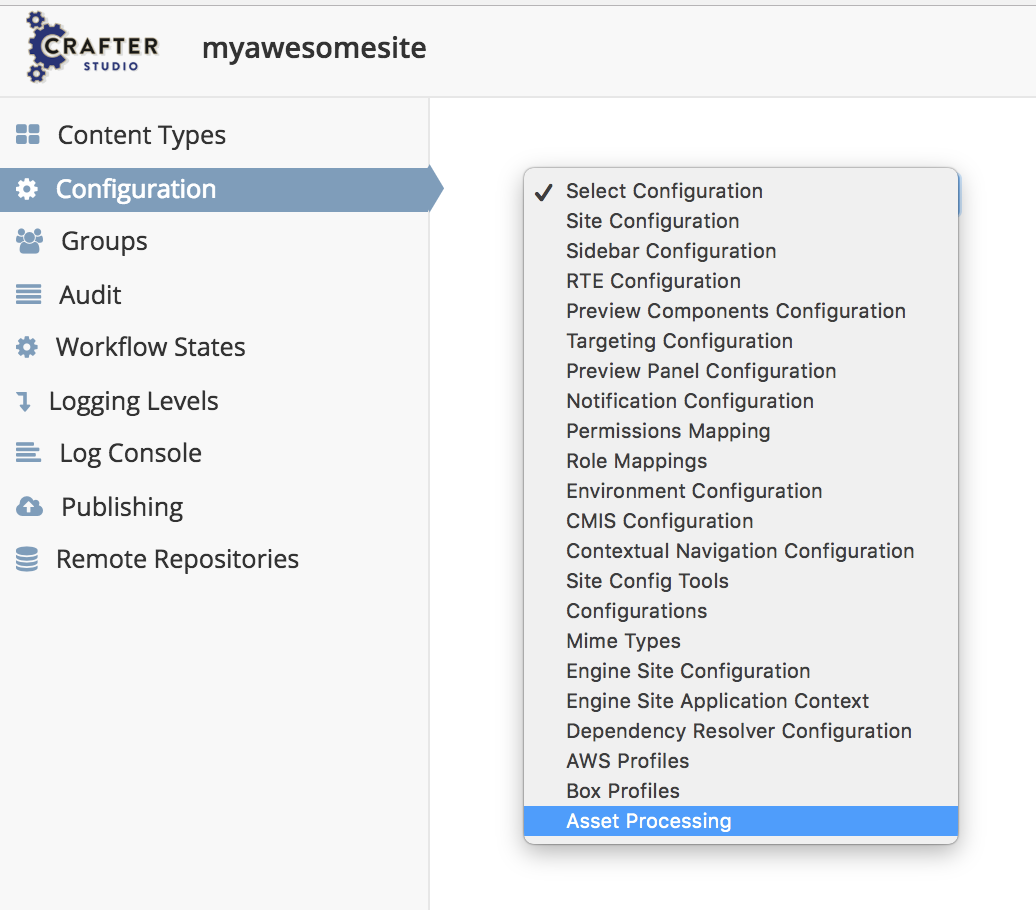 CRAFTER
STUDIO
myawesomesite
Content Types
Configuration
Groups
Audit
Workflow States
Logging Levels
Log Console
Publishing
Remote Repositories
✓ Select Configuration
Site Configuration
Sidebar Configuration
RTE Configuration
Preview Components Configuration
Targeting Configuration
Preview Panel Configuration
Notification Configuration
Permissions Mapping
Role Mappings
Environment Configuration
CMIS Configuration
Contextual Navigation Configuration
Site Config Tools
Configurations
Mime Types
Engine Site Configuration
Engine Site Application Context
Dependency Resolver Configuration
AWS Profiles
Box Profiles
Asset Processing